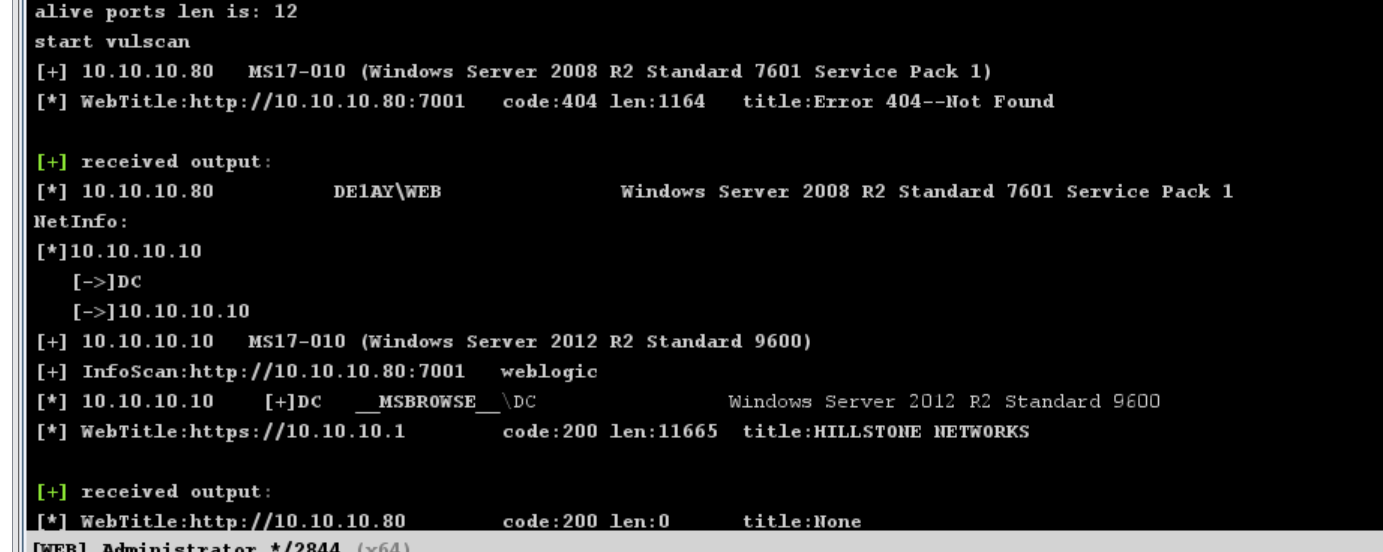 alive ports len is: 12
start vulscan
[+] 10.10.10.80 MS17-010 (Windows Server 2008 R2 Standard 7601 Service Pack 1)
[*] WebTitle:http://10.10.10.80:7001 code:404 len:1164 title:Error 404--Not Found
[+] received output:
[*] 10.10.10.80 DE1AY\WEB Windows Server 2008 R2 Standard 7601 Service Pack 1
NetInfo:
[*]10.10.10.10
[->]DC
[->]10.10.10.10
[+] 10.10.10.10 MS17-010 (Windows Server 2012 R2 Standard 9600)
[+] InfoScan:http://10.10.10.80:7001 weblogic
[*] 10.10.10.10 [+]DC __MSBROWSE__\DC Windows Server 2012 R2 Standard 9600
[*] WebTitle:https://10.10.10.1 code:200 len:11665 title:HILLSTONE NETWORKS
[+] received output:
[*] WebTitle:http://10.10.10.80 code:200 len:0 title:None
[WEB] Administrator */2844 (x64)